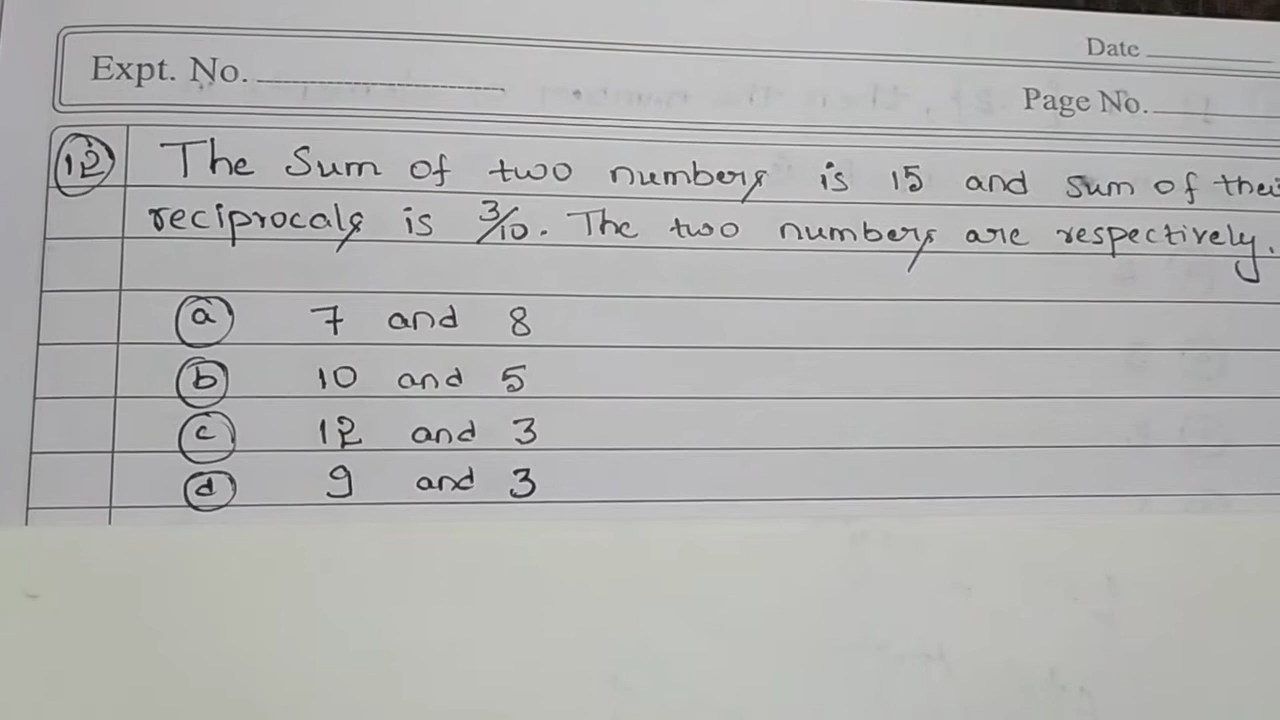 Date
Expt. No.
Page No.
12 The Sum of two numbers is 15 and sum of thei
reciprocals is 3/10. The two numbers are respectively.
a 7 and 8
b 10 and 5
c 12 and 3
d 9 and 3